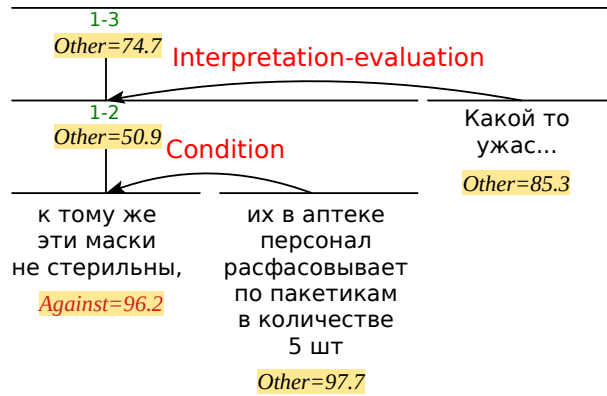 1-3
Other=74.7
Interpretation-evaluation
1-2
Other=50.9
Condition
Какой то
ужас...
Other=85.3
к тому же
эти маски
не стерильны,
Against=96.2
их в аптеке
персонал
расфасовывает
по пакетикам
в количестве
5 шт
Other=97.7